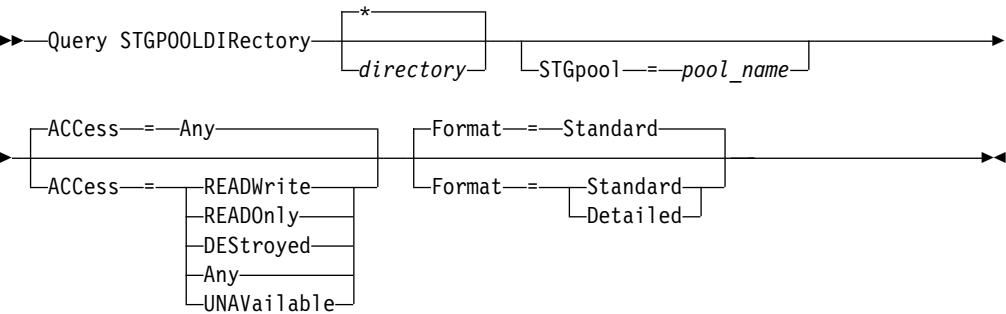 *
Query STGPOOLDIRectory
directory STGpool = pool_name
ACCess = Any Format = Standard
ACCess = READWrite Format = Standard
READOnly Detailed
DEStroyed
Any
UNAVailable